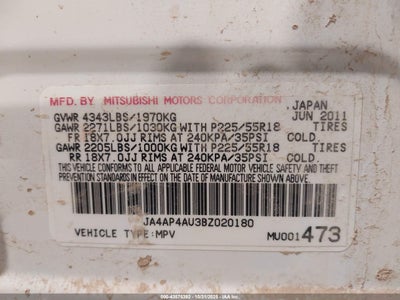 MFD. BY MITSUBISHI MOTORS CORPORATION JAPAN
GVWR 4343LBS/1970KG JUN 2011
GAWR 2271LBS/1030KG WITH P225/55R18 TIRES
FR 18X7.0JJ RIMS AT 240KPA/35PSI COLD.
GAWR 2205LBS/1000KG WITH P225/55R18 TIRES
RR 18X7.0JJ RIMS AT 240KPA/35PSI COLD.
THIS VEHICLE CONFORMS TO ALL APPLICABLE FEDERAL MOTOR VEHICLE SAFETY AND
THEFT PREVENTION STANDARDS IN EFFECT ON THE DATE OF MANUFACTURE SHOWN ABOVE.
JA4AP4AU3BZ020180
VEHICLE TYPE:MPV MU001473